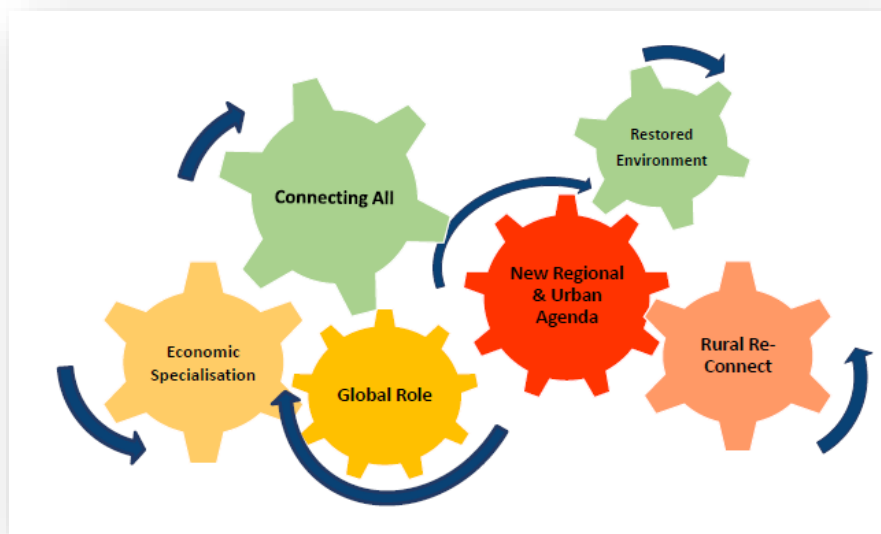 Restored
Environment
Connecting All
New Regional
& Urban
Agenda
Economic
Specialisation
Global Role
Rural Re-
Connect